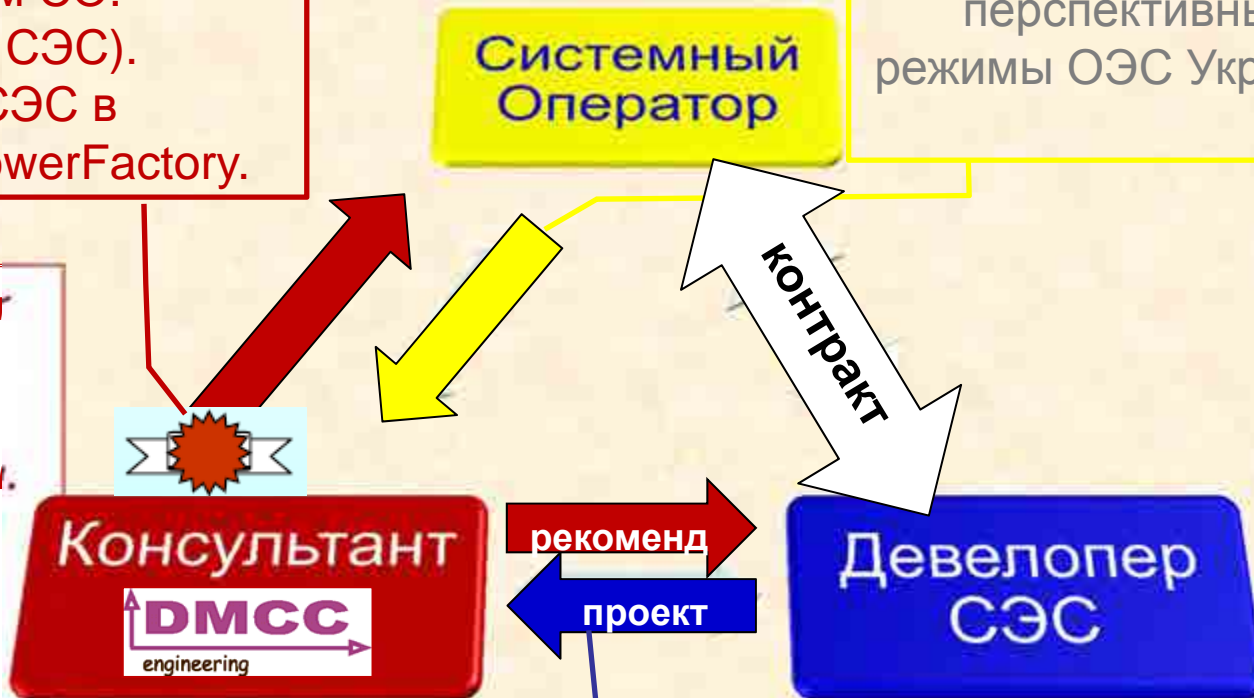 СЭС).
СЭС в
owerFactory.
Системный
Оператор
перспективны
режимы ОЭС Укр
контракт
Консультант
DMCC
engineering
рекоменд
проект
Девелопер
СЭС